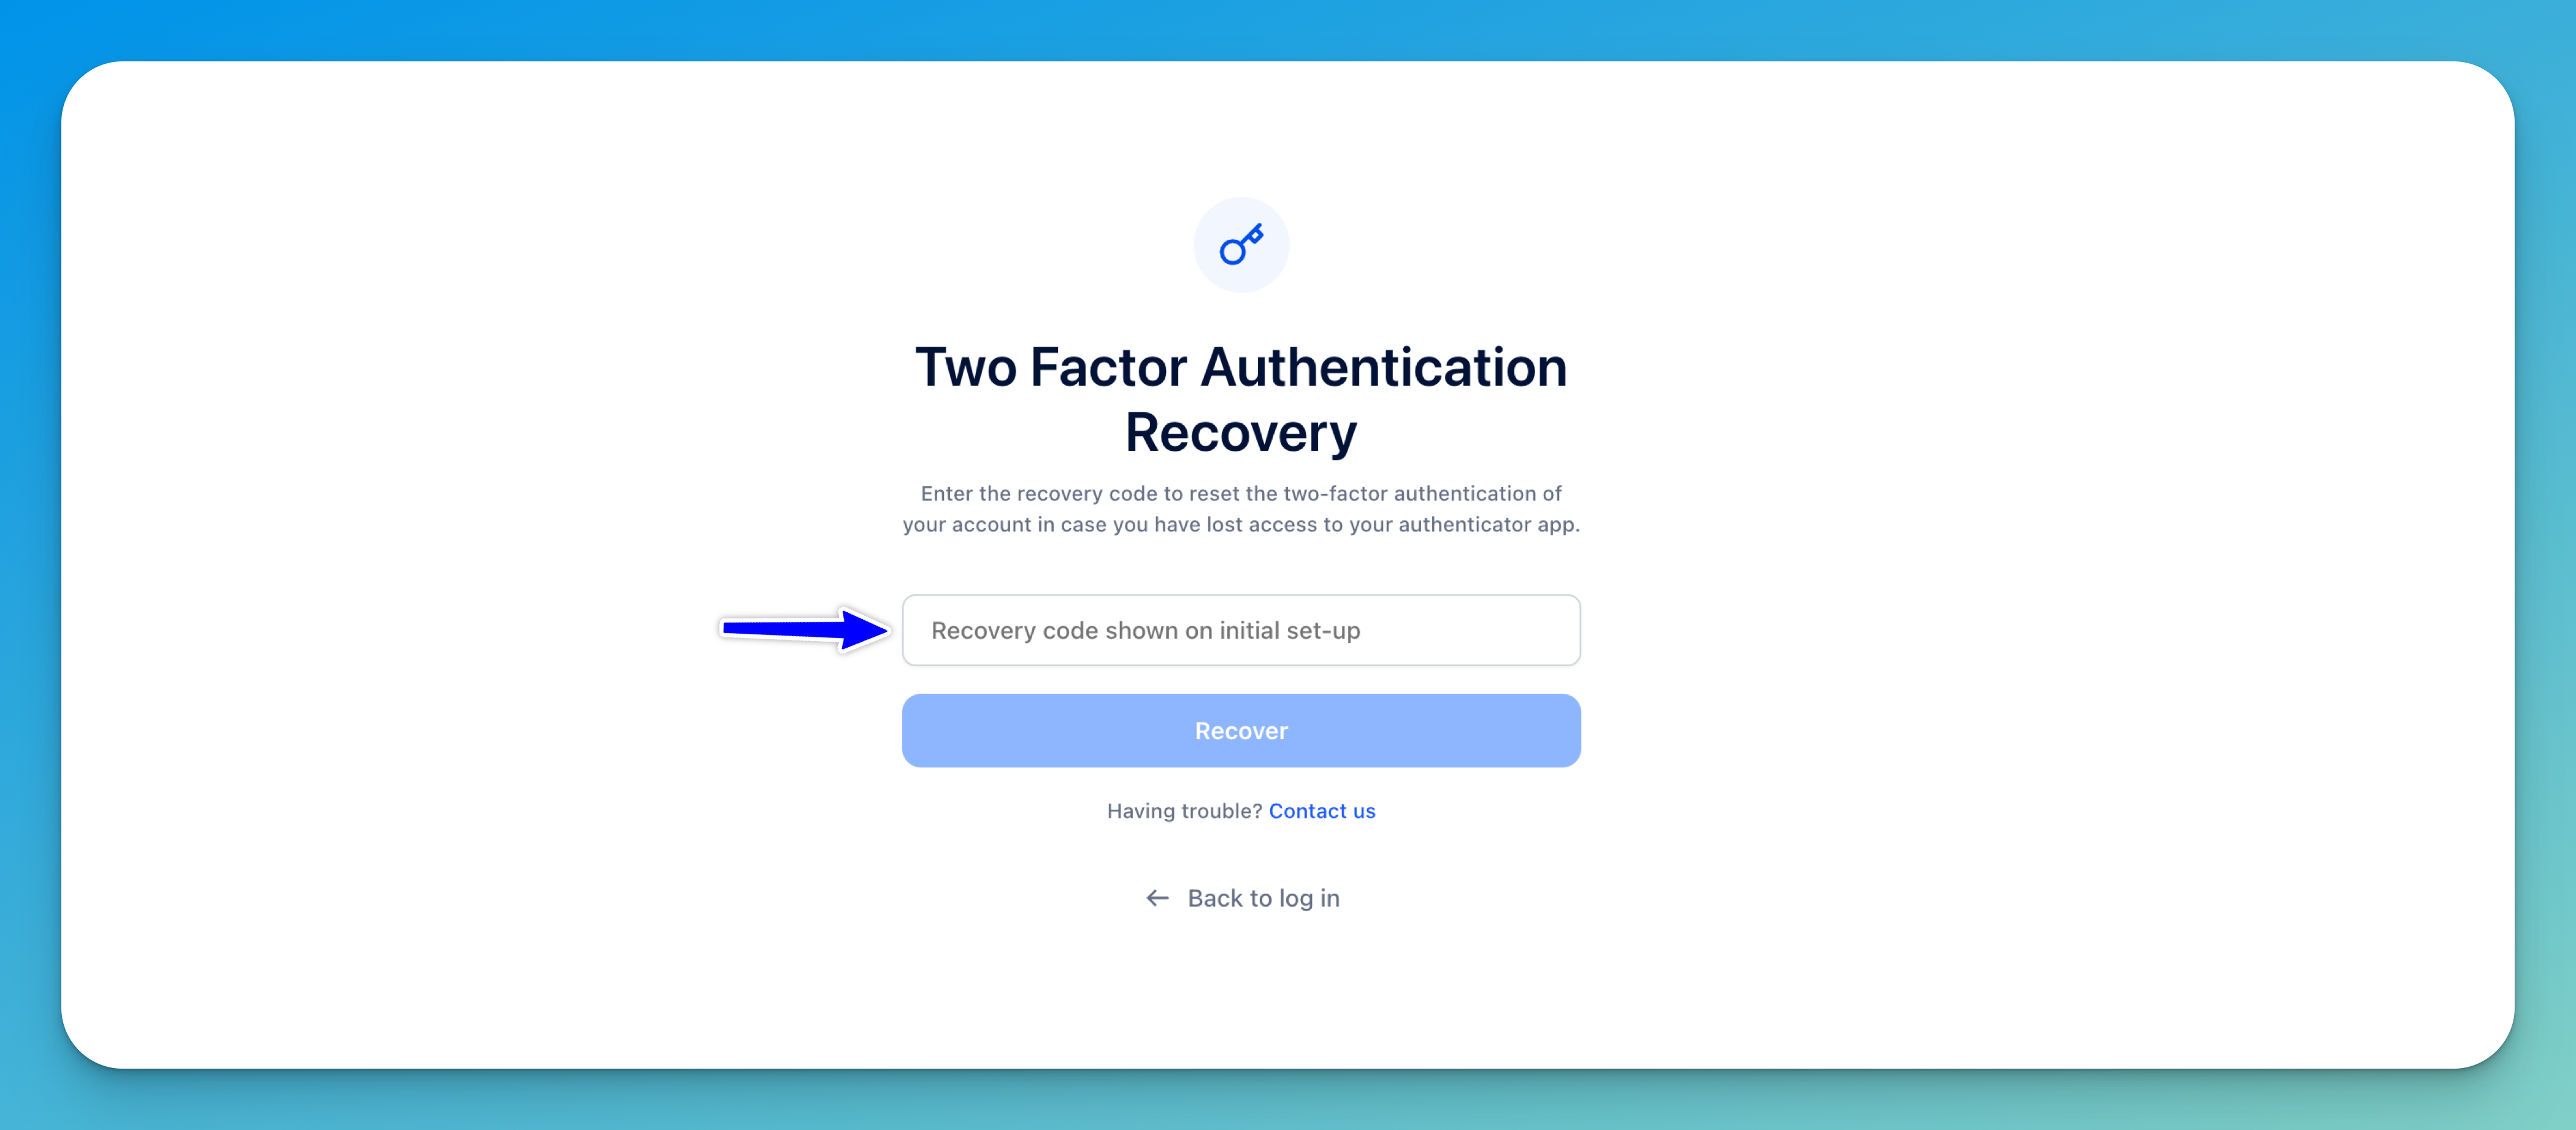 Two Factor Authentication
Recovery
Enter the recovery code to reset the two-factor authentication of
your account in case you have lost access to your authenticator app.
Recovery code shown on initial set-up
Recover
Having trouble? Contact us
Back to log in